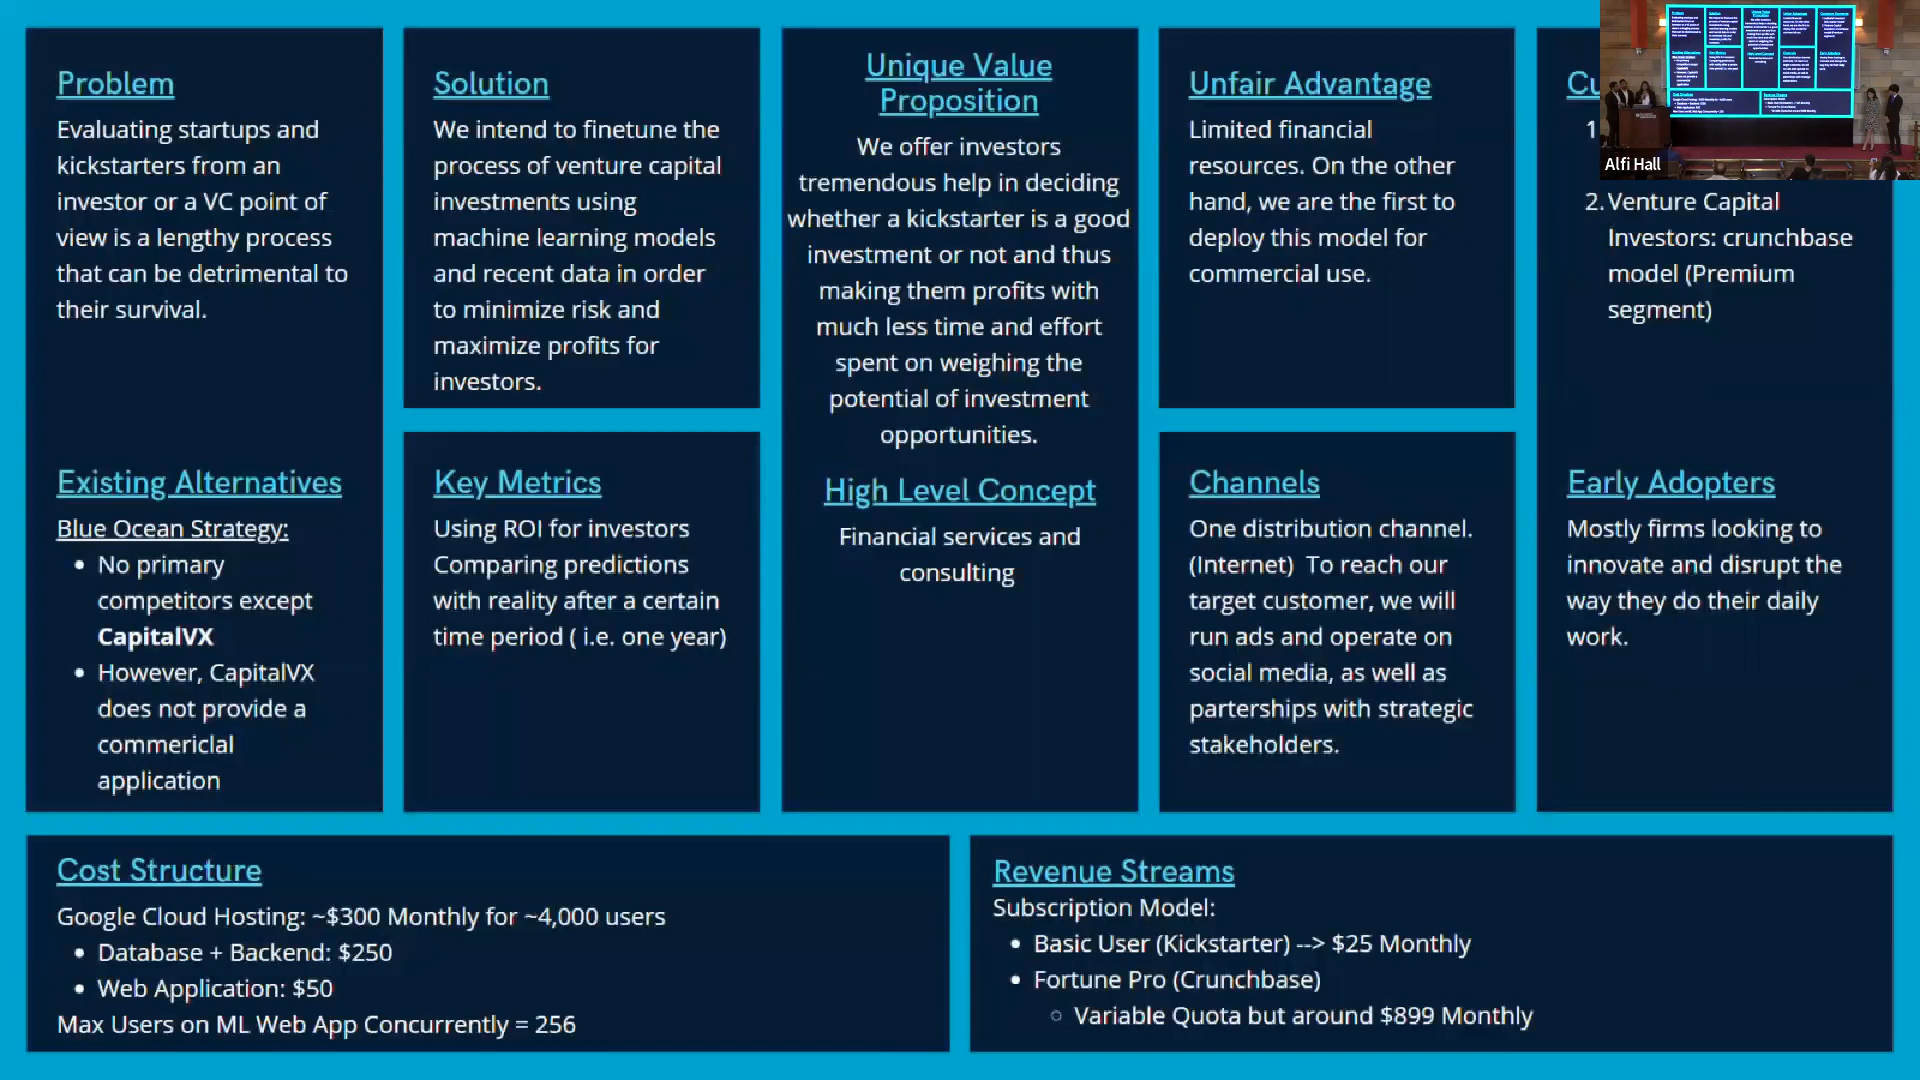 Problem
Evaluating startups and
kickstarters from an
investor or a VC point of
view is a lengthy process
that can be detrimental to
their survival.
Existing Alternatives
Blue Ocean Strategy:
• No primary
competitors except
CapitalVX
• However, CapitalVX
does not provide a
commericlal
application
Solution
We intend to finetune the
process of venture capital
investments using
machine learning models
and recent data in order
to minimize risk and
maximize profits for
investors.
Key Metrics
Using ROI for investors
Comparing predictions
with reality after a certain
time period ( i.e. one year)
Unique Value
Proposition
We offer investors
tremendous help in deciding
whether a kickstarter is a good
investment or not and thus
making them profits with
much less time and effort
spent on weighing the
potential of investment
opportunities.
High Level Concept
Financial services and
consulting
Unfair Advantage
Limited financial
resources. On the other
hand, we are the first to
deploy this model for
commercial use.
Channels
One distribution channel.
(Internet) To reach our
target customer, we will
run ads and operate on
social media, as well as
parterships with strategic
stakeholders.
Cu
1
2. Venture Capital
Investors: crunchbase
model (Premium
segment)
Early Adopters
Mostly firms looking to
innovate and disrupt the
way they do their daily
work.
Alfi Hall
Cost Structure
Google Cloud Hosting: ~$300 Monthly for ~4,000 users
• Database + Backend: $250
• Web Application: $50
Max Users on ML Web App Concurrently = 256
Revenue Streams
Subscription Model:
• Basic User (Kickstarter) --> $25 Monthly
• Fortune Pro (Crunchbase)
○ Variable Quota but around $899 Monthly